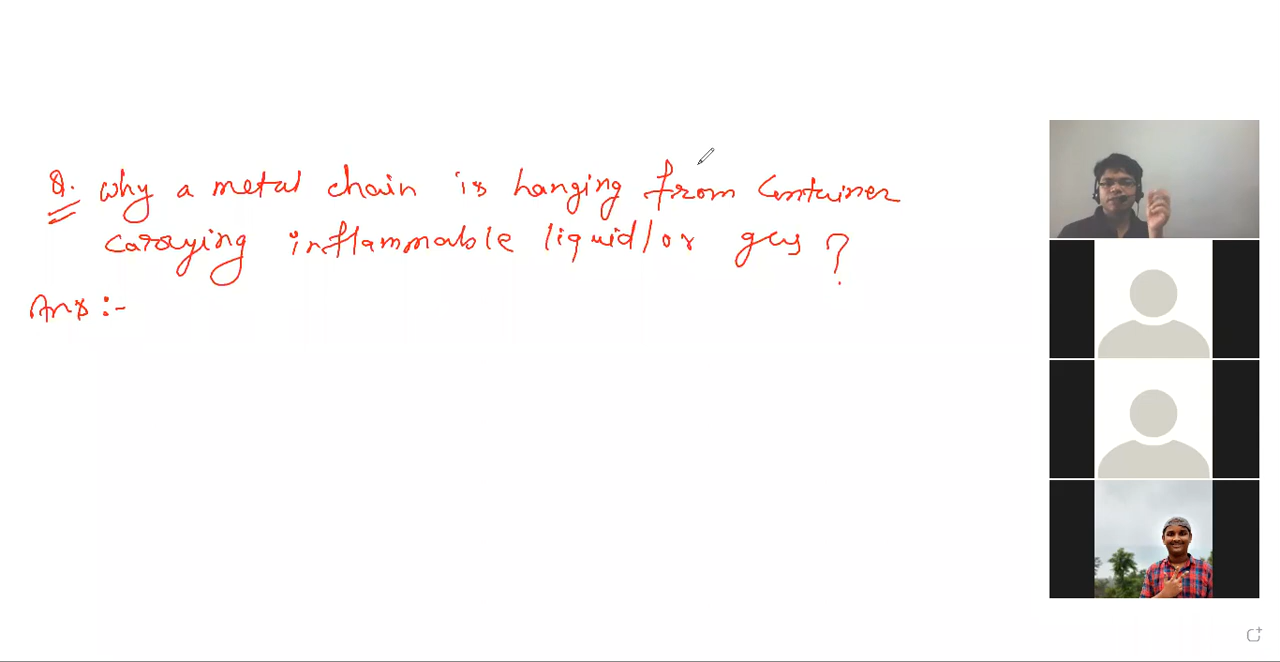 Q. Why a metal chain is hanging from Container
carrying inflammable liquid/or gas ?
Ans :-